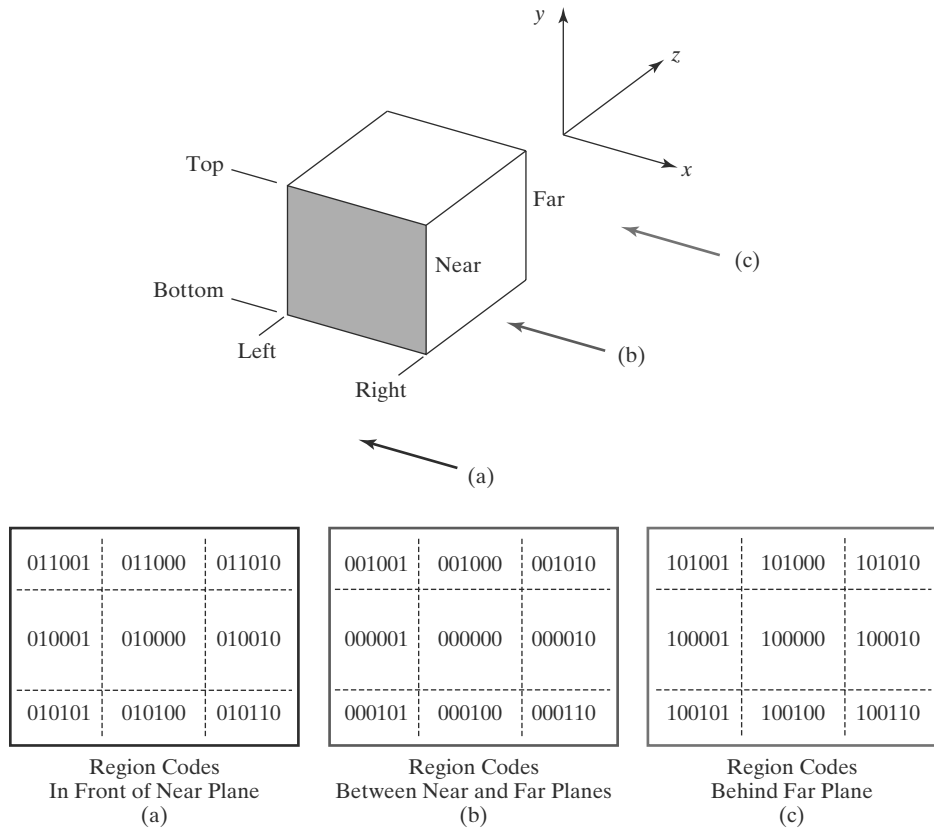 y
z
x
Top
Far
(c)
Near
Bottom
Left
(b)
Right
(a)
011001 011000 011010
010001 010000 010010
010101 010100 010110
Region Codes
In Front of Near Plane
(a)
001001 001000 001010
000001 000000 000010
000101 000100 000110
Region Codes
Between Near and Far Planes
(b)
101001 101000 101010
100001 100000 100010
100101 100100 100110
Region Codes
Behind Far Plane
(c)